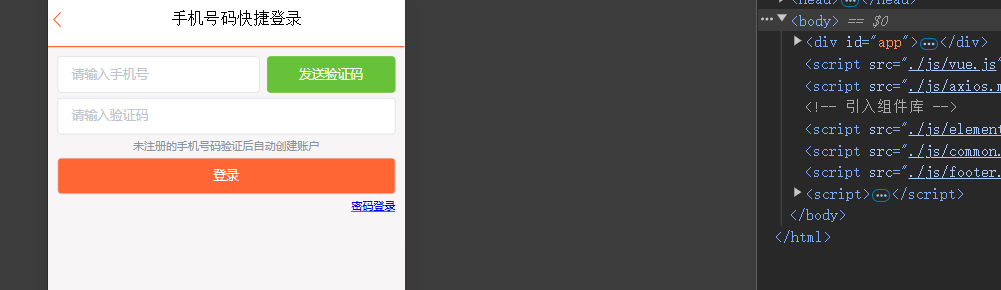 手机号码快捷登录
请输入手机号
发送验证码
请输入验证码
未注册的手机号码验证后自动创建账户
登录
密码登录
<head>…</head>
<body> == $0
<div id="app">…</div>
<script src="./js/vue.js"
<script src="./js/axios.m
<!-- 引入组件库 -->
<script src="./js/element
<script src="./js/common.
<script src="./js/footer.
<script>…</script>
</body>
</html>